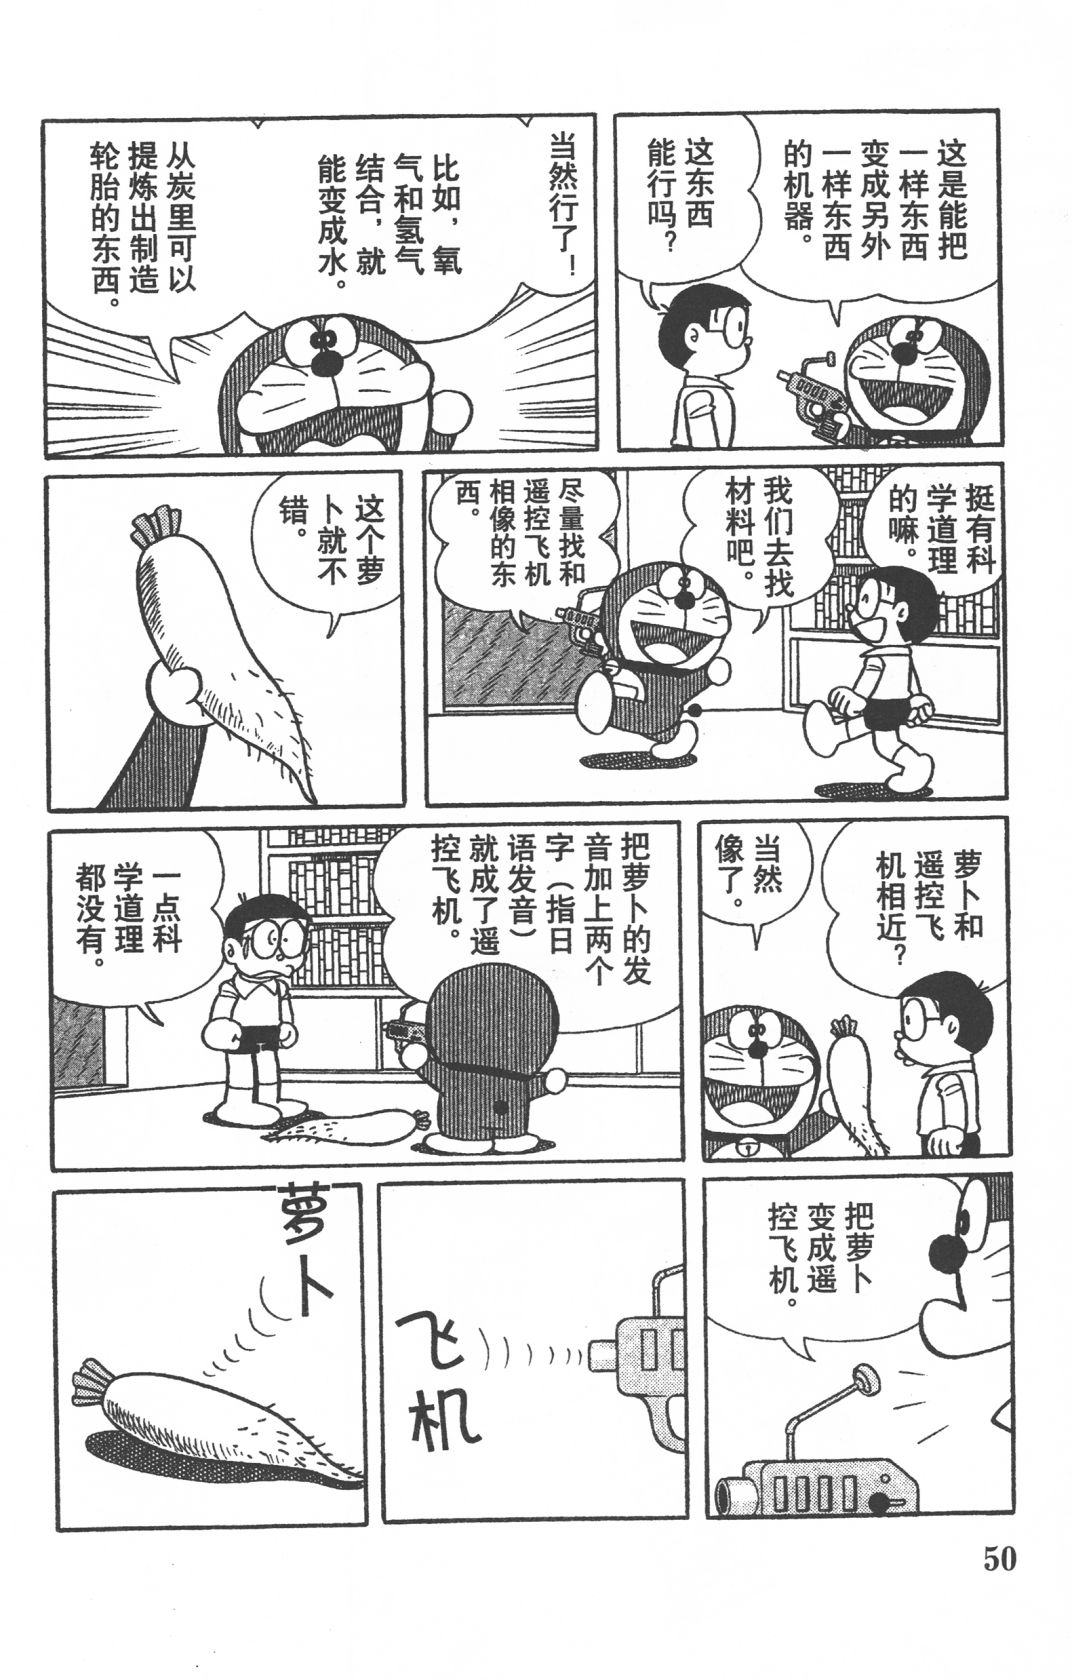 这是能把
一样东西
变成另外
一样东西
的机器。
这东西
能行吗？
当然行了！
比如，氧
气和氢气
结合，就
能变成水。
从炭里可以
提炼出制造
轮胎的东西。
挺有科
学道理
的嘛。
我们去找
材料吧。
尽量找和
遥控飞机
相像的东
西。
这个萝
卜就不
错。
萝卜和
遥控飞
机相近？
当然
像了。
把萝卜的发
音加上两个
字（指日
语发音）
就成了遥
控飞机。
一点科
学道理
都没有。
把萝卜
变成遥
控飞机。
飞机
萝卜
50